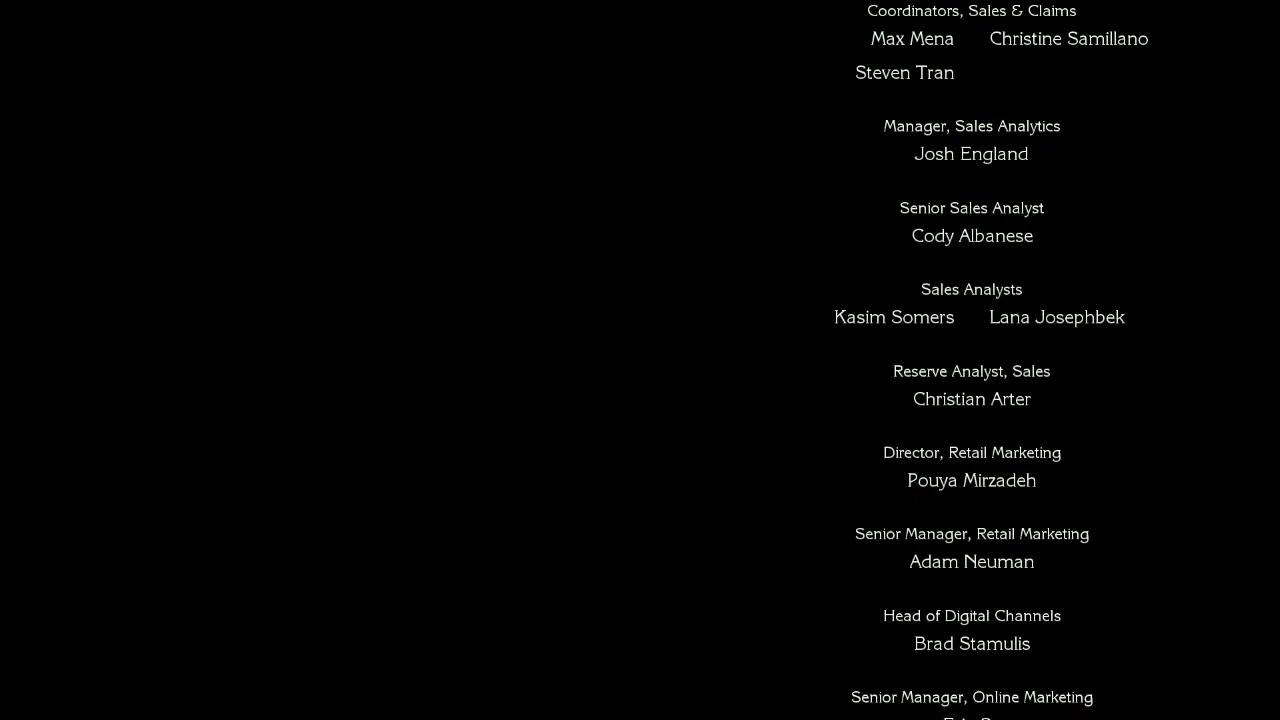 Coordinators, Sales & Claims
Max Mena Christine Samillano
Steven Tran
Manager, Sales Analytics
Josh England
Senior Sales Analyst
Cody Albanese
Sales Analysts
Kasim Somers Lana Josephbek
Reserve Analyst, Sales
Christian Arter
Director, Retail Marketing
Pouya Mirzadeh
Senior Manager, Retail Marketing
Adam Neuman
Head of Digital Channels
Brad Stamulis
Senior Manager, Online Marketing